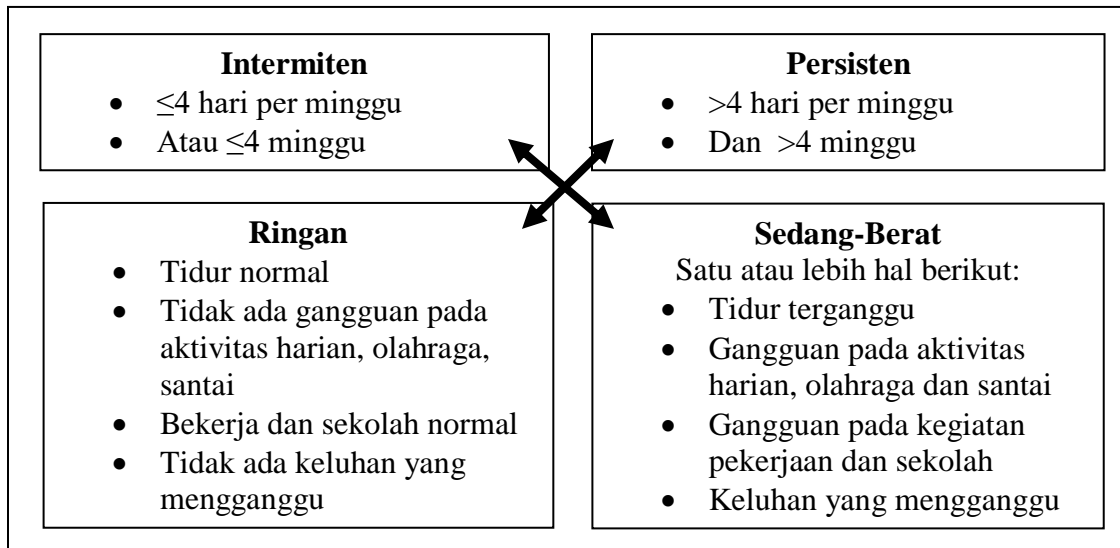 Intermiten
• ≤4 hari per minggu
• Atau ≤4 minggu
Persisten
• >4 hari per minggu
• Dan >4 minggu
Ringan
• Tidur normal
• Tidak ada gangguan pada
aktivitas harian, olahraga,
santai
• Bekerja dan sekolah normal
• Tidak ada keluhan yang
mengganggu
Sedang-Berat
Satu atau lebih hal berikut:
• Tidur terganggu
• Gangguan pada aktivitas
harian, olahraga dan santai
• Gangguan pada kegiatan
pekerjaan dan sekolah
• Keluhan yang mengganggu